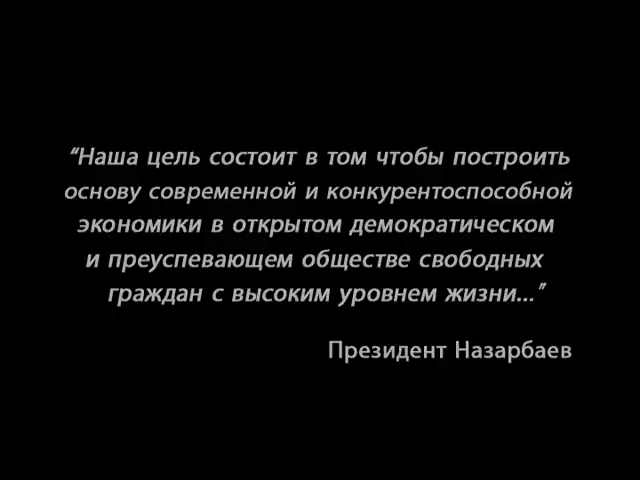 “Наша цель состоит в том чтобы построить
основу современной и конкурентоспособной
экономики в открытом демократическом
и преуспевающем обществе свободных
граждан с высоким уровнем жизни...”
Президент Назарбаев